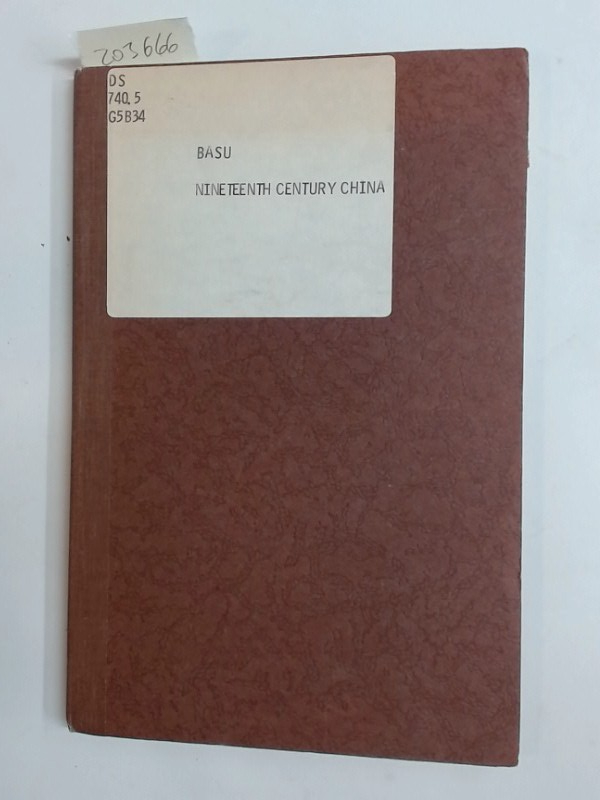 203666
DS
740.5
G5B34
BASU
NINETEENTH CENTURY CHINA